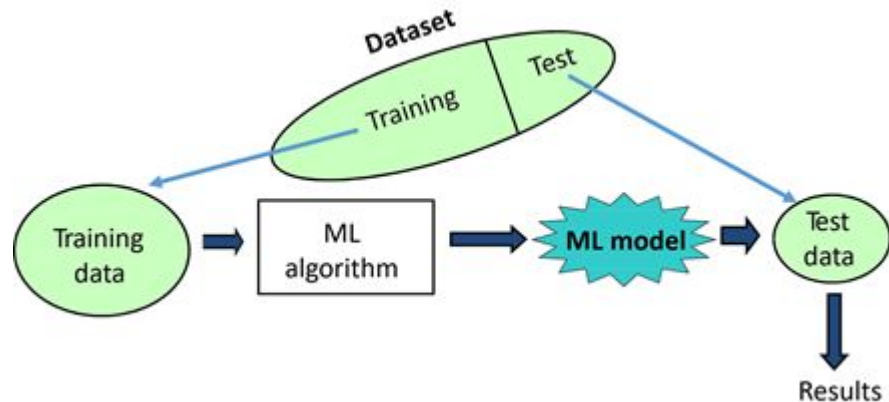 Dataset
Training
Test
Training
data
ML
algorithm
ML model
Test
data
Results